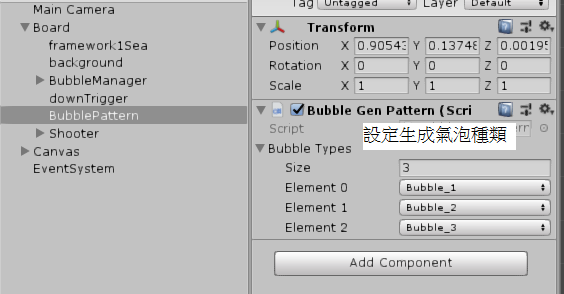 Main Camera
Board
framework1Sea
background
BubbleManager
downTrigger
BubblePattern
Shooter
Canvas
EventSystem
Tag Untagged Layer Default
Transform
Position X 0.90543 Y 0.13748 Z 0.00195
Rotation X 0 Y 0 Z 0
Scale X 1 Y 1 Z 1
Bubble Gen Pattern (Scri
Script
設定生成氣泡種類
Bubble Types
Size 3
Element 0 Bubble_1
Element 1 Bubble_2
Element 2 Bubble_3
Add Component